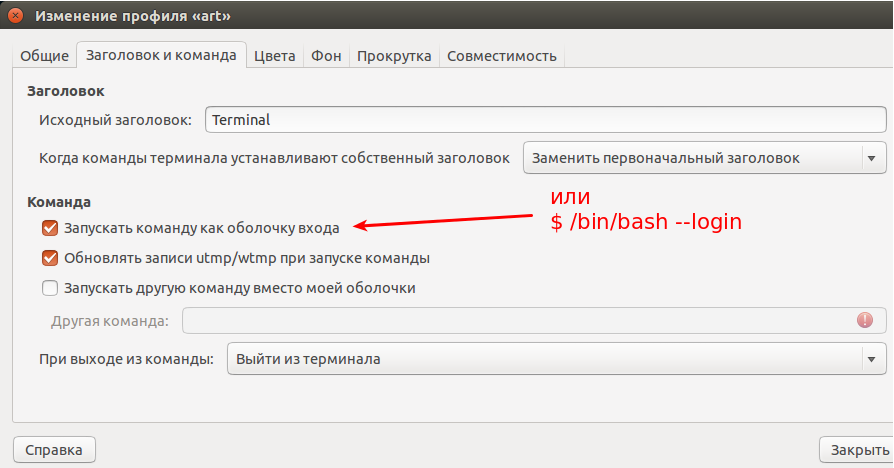 Изменение профиля «art»
Общие Заголовок и команда Цвета Фон Прокрутка Совместимость
Заголовок
Исходный заголовок: Terminal
Когда команды терминала устанавливают собственный заголовок Заменить первоначальный заголовок
Команда
или
Запускать команду как оболочку входа
$ /bin/bash --login
Обновлять записи utmp/wtmp при запуске команды
Запускать другую команду вместо моей оболочки
Другая команда:
При выходе из команды: Выйти из терминала
Справка Закрыть